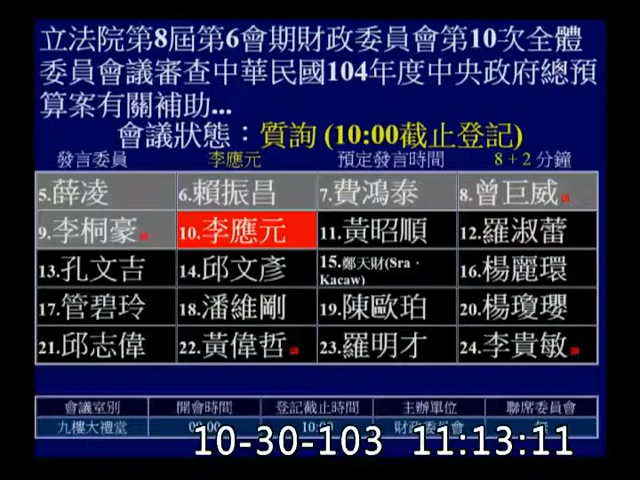 立法院第8屆第6會期財政委員會第10次全體
委員會議審查中華民國104年度中央政府總預
算案有關補助...
會議狀態：質詢 (10:00截止登記)
發言委員 李應元 預定發言時間 8 + 2 分鐘
5.薛凌 6.賴振昌 7.費鴻泰 8.曾巨威
9.李桐豪 10.李應元 11.黃昭順 12.羅淑蕾
13.孔文吉 14.邱文彥 15.鄭天財(Sra‧
Kacaw) 16.楊麗環
17.管碧玲 18.潘維剛 19.陳歐珀 20.楊瓊瓔
21.邱志偉 22.黃偉哲 23.羅明才 24.李貴敏
會議室別 開會時間 登記截止時間 主辦單位 聯席委員會
九樓大禮堂 09:00 10:00 財政委員會 無
10-30-103 11:13:11